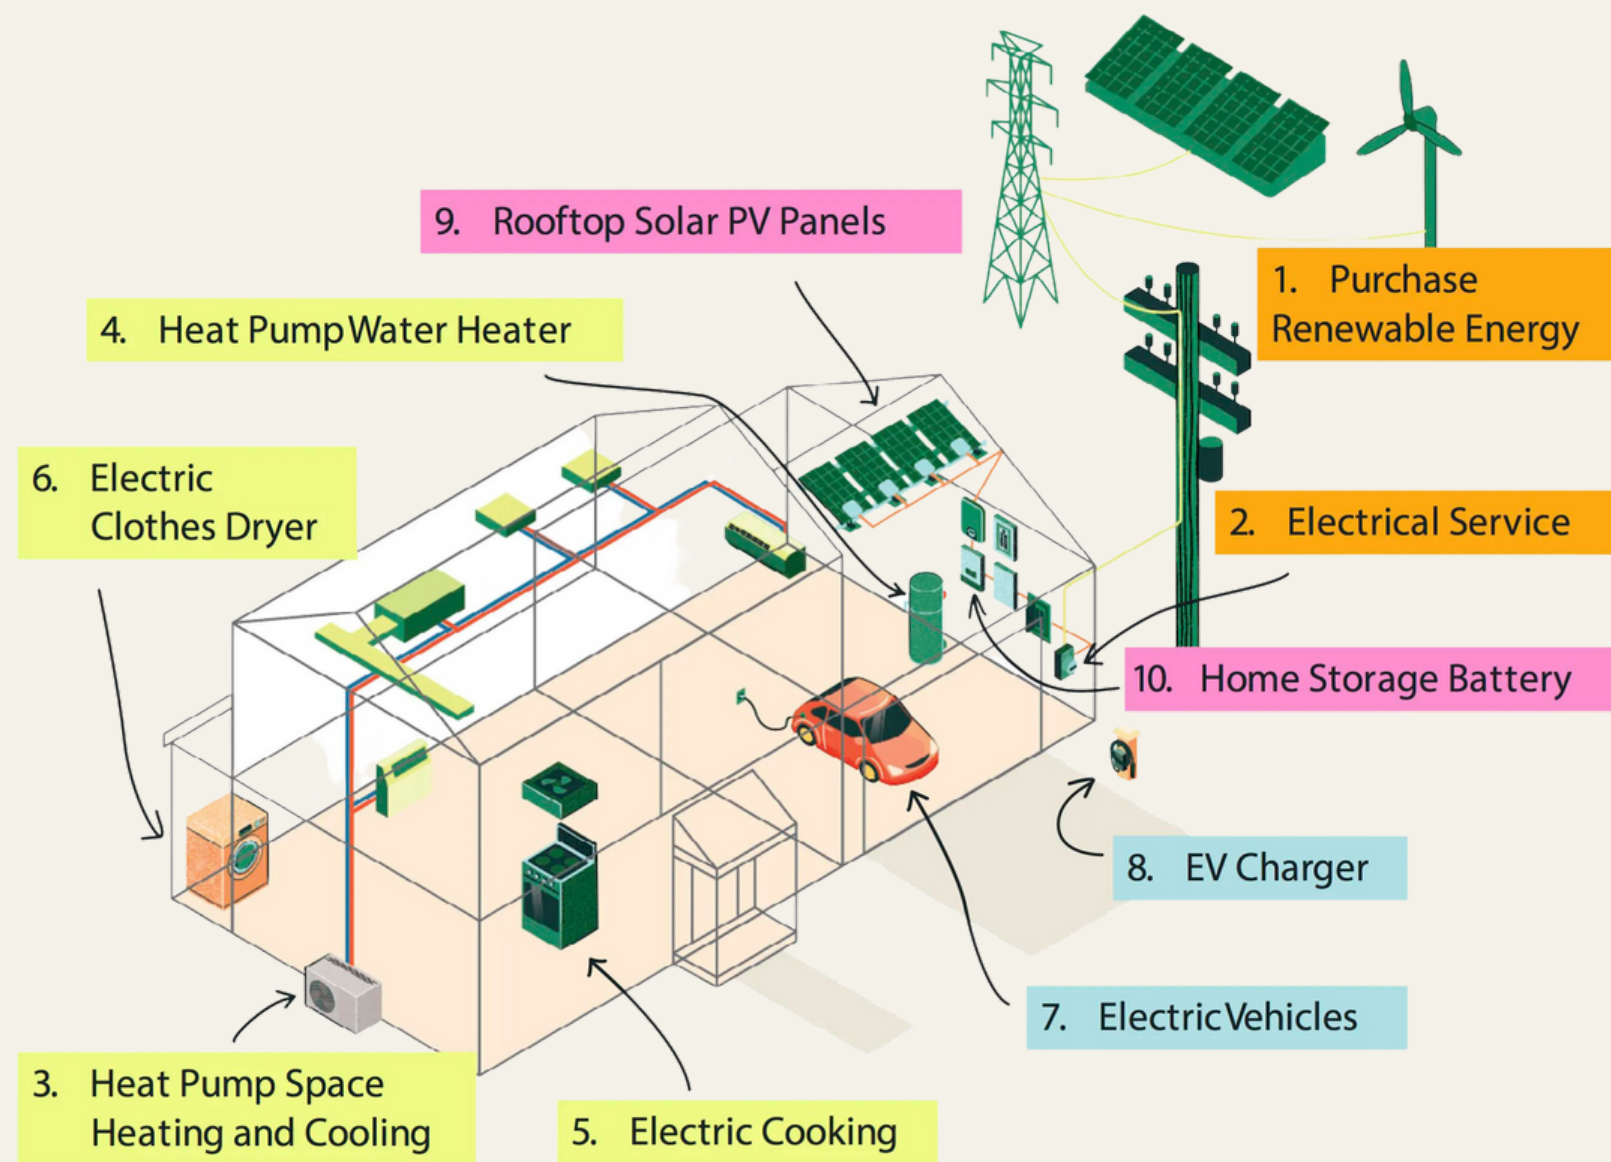 9. Rooftop Solar PV Panels
1. Purchase
Renewable Energy
4. Heat Pump Water Heater
6. Electric
Clothes Dryer
2. Electrical Service
10. Home Storage Battery
8. EV Charger
7. Electric Vehicles
3. Heat Pump Space
Heating and Cooling
5. Electric Cooking